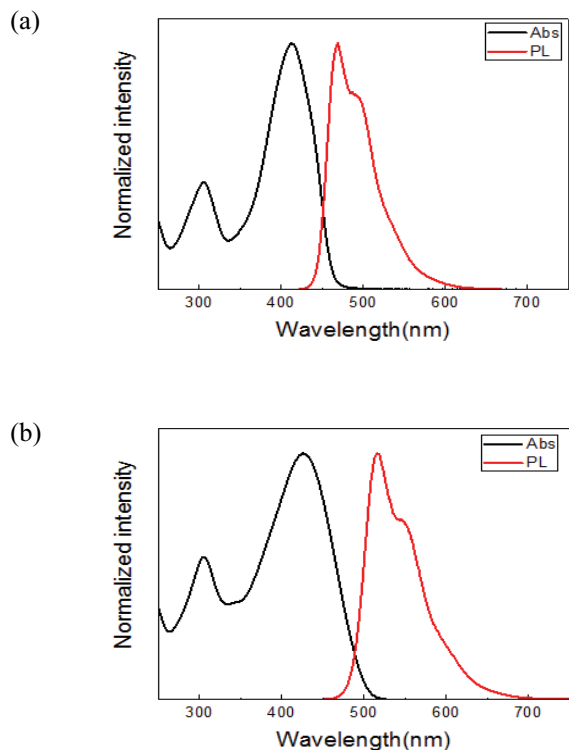 (a)
Abs
PL
Normalized intensity
300 400 500 600 700
Wavelength(nm)
(b)
Abs
PL
Normalized intensity
300 400 500 600 700
Wavelength(nm)